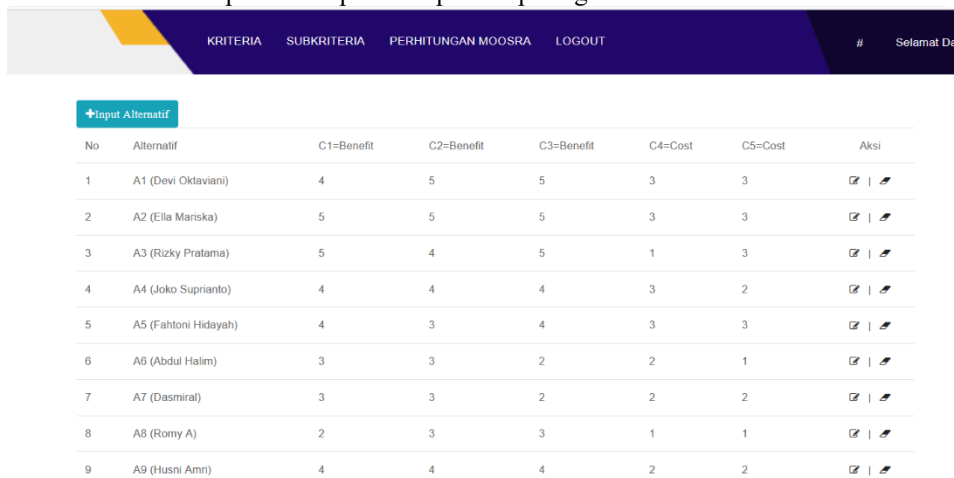 KRITERIA SUBKRITERIA PERHITUNGAN MOOSRA LOGOUT # Selamat Da
+Input Alternatif
No Alternatif C1=Benefit C2=Benefit C3=Benefit C4=Cost C5=Cost Aksi
1 A1 (Devi Oktaviani) 4 5 5 3 3 |
2 A2 (Ella Mariska) 5 5 5 3 3 |
3 A3 (Rizky Pratama) 5 4 5 1 3 |
4 A4 (Joko Suprianto) 4 4 4 3 2 |
5 A5 (Fahtoni Hidayah) 4 3 4 3 3 |
6 A6 (Abdul Halim) 3 3 2 2 1 |
7 A7 (Dasmiral) 3 3 2 2 2 |
8 A8 (Romy A) 2 3 3 1 1 |
9 A9 (Husni Amri) 4 4 4 2 2 |